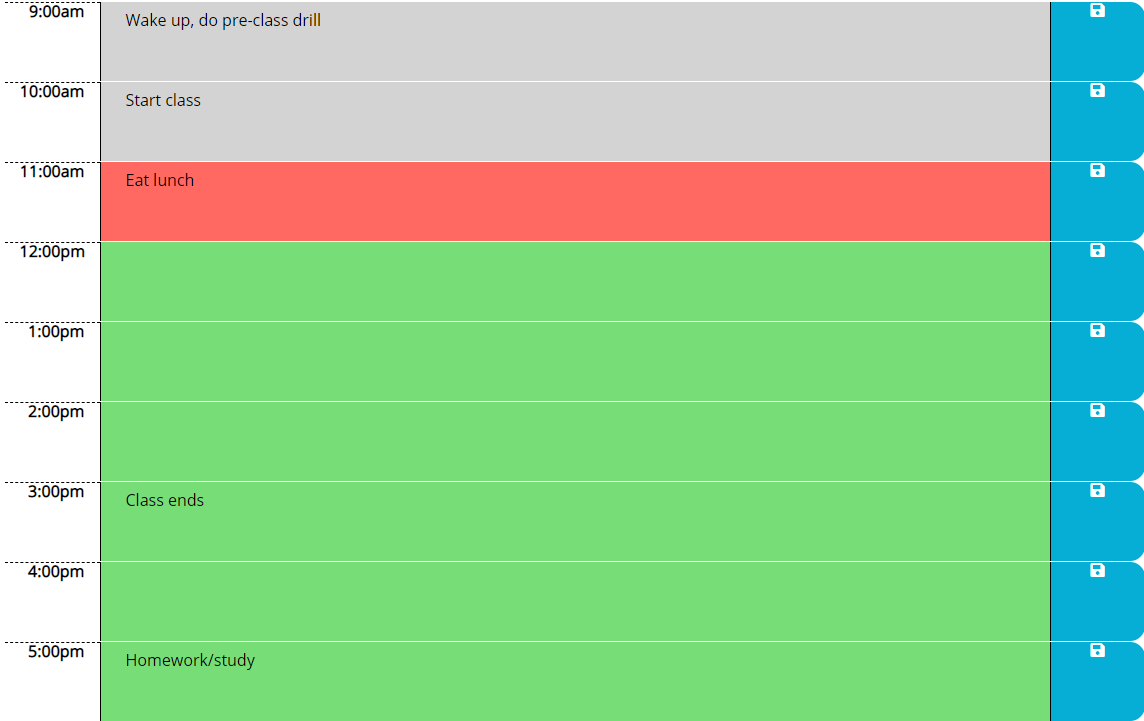 9:00am Wake up, do pre-class drill
10:00am Start class
11:00am Eat lunch
12:00pm
1:00pm
2:00pm
3:00pm Class ends
4:00pm
5:00pm Homework/study